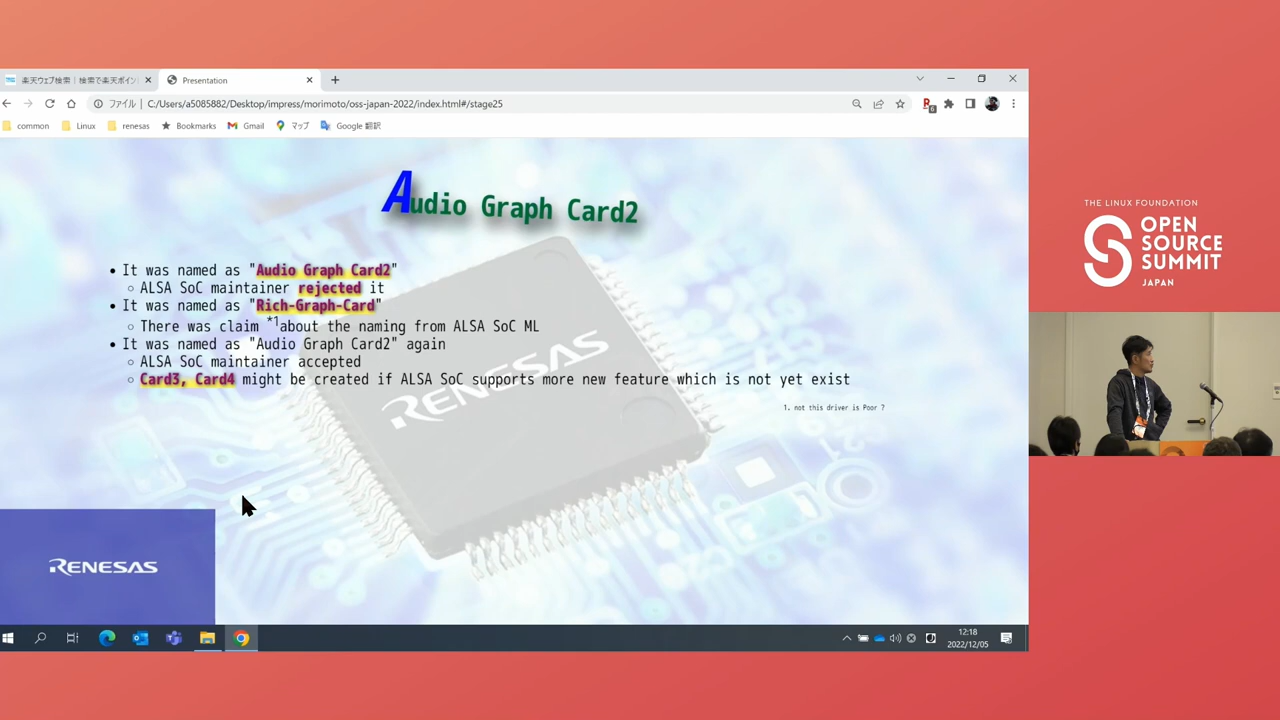 楽天ウェブ検索｜検索で楽天ポイン
Presentation
ファイル | C:/Users/a5085882/Desktop/impress/morimoto/oss-japan-2022/index.html#/stage25
common
Linux
renesas
Bookmarks
Gmail
マップ
Google 翻訳
Audio Graph Card2
• It was named as "Audio Graph Card2"
○ ALSA SoC maintainer rejected it
• It was named as "Rich-Graph-Card"
○ There was claim *1about the naming from ALSA SoC ML
• It was named as "Audio Graph Card2" again
○ ALSA SoC maintainer accepted
○ Card3, Card4 might be created if ALSA SoC supports more new feature which is not yet exist
1. not this driver is Poor ?
RENESAS
RENESAS
12:18
2022/12/05
THE LINUX FOUNDATION
OPEN
SOURCE
SUMMIT
JAPAN